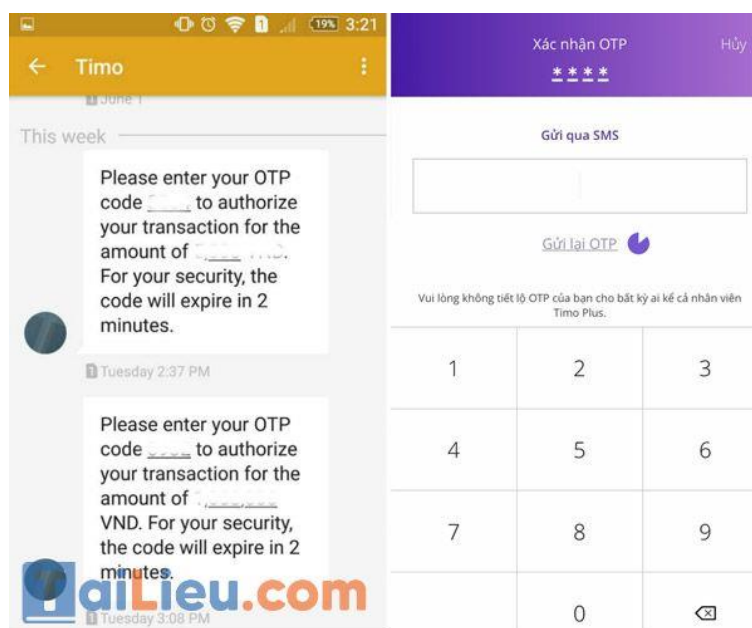 19% 3:21
Timo
June 1
This week
Please enter your OTP
code to authorize
your transaction for the
amount of
For your security, the
code will expire in 2
minutes.
1 Tuesday 2:37 PM
Please enter your OTP
code to authorize
your transaction for the
amount of
VND. For your security,
the code will expire in 2
minutes.
1 Tuesday 3:08 PM
TaiLieu.com
Xác nhận OTP
Hủy
* * * *
Gửi qua SMS
Gửi lại OTP
Vui lòng không tiết lộ OTP của bạn cho bất kỳ ai kể cả nhân viên
Timo Plus.
1 2 3
4 5 6
7 8 9
0